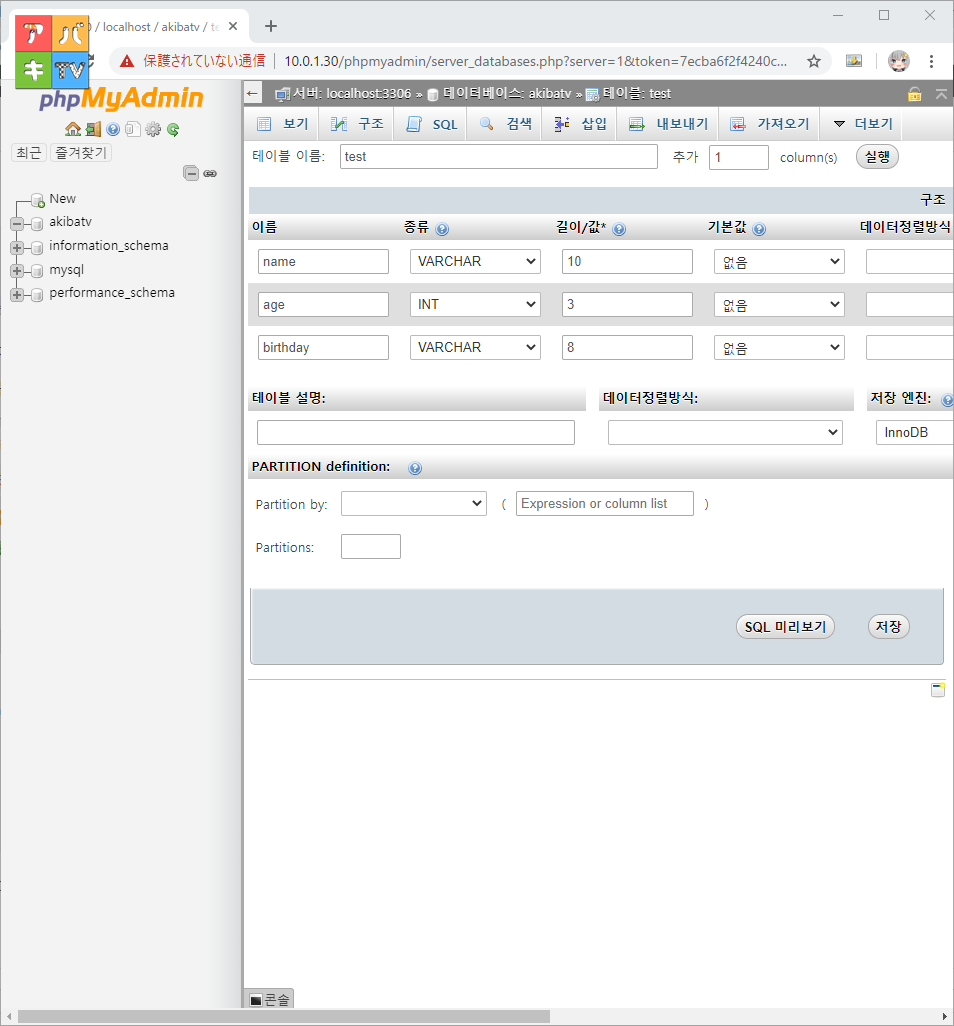 アバ
キTV
0 / localhost / akibatv / te
保護されていない通信 | 10.0.1.30/phpmyadmin/server_databases.php?server=1&token=7ecba6f2f4240c...
phpMyAdmin
최근 즐겨찾기
New
akibatv
information_schema
mysql
performance_schema
서버: localhost:3306 » 데이터베이스: akibatv » 테이블: test
보기 구조 SQL 검색 삽입 내보내기 가져오기 더보기
테이블 이름: test 추가 1 column(s) 실행
구조
이름 종류 길이/값* 기본값 데이터정렬방식
name VARCHAR 10 없음
age INT 3 없음
birthday VARCHAR 8 없음
테이블 설명: 데이터정렬방식: 저장 엔진:
InnoDB
PARTITION definition:
Partition by: ( Expression or column list )
Partitions:
SQL 미리보기 저장
콘솔